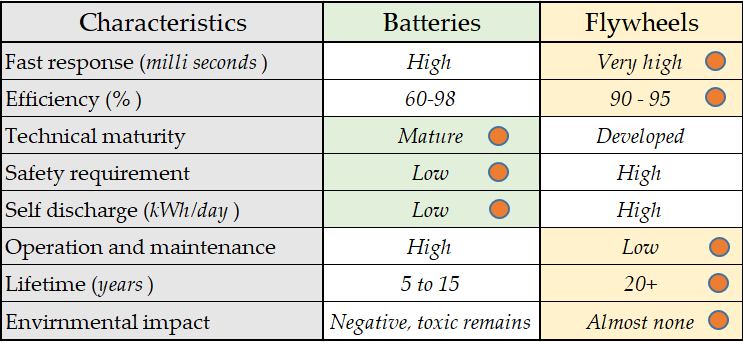 Characteristics Batteries Flywheels
Fast response (milli seconds ) High Very high
Efficiency (% ) 60-98 90 - 95
Technical maturity Mature Developed
Safety requirement Low High
Self discharge (kWh/day ) Low High
Operation and maintenance High Low
Lifetime (years ) 5 to 15 20+
Envirnmental impact Negative, toxic remains Almost none